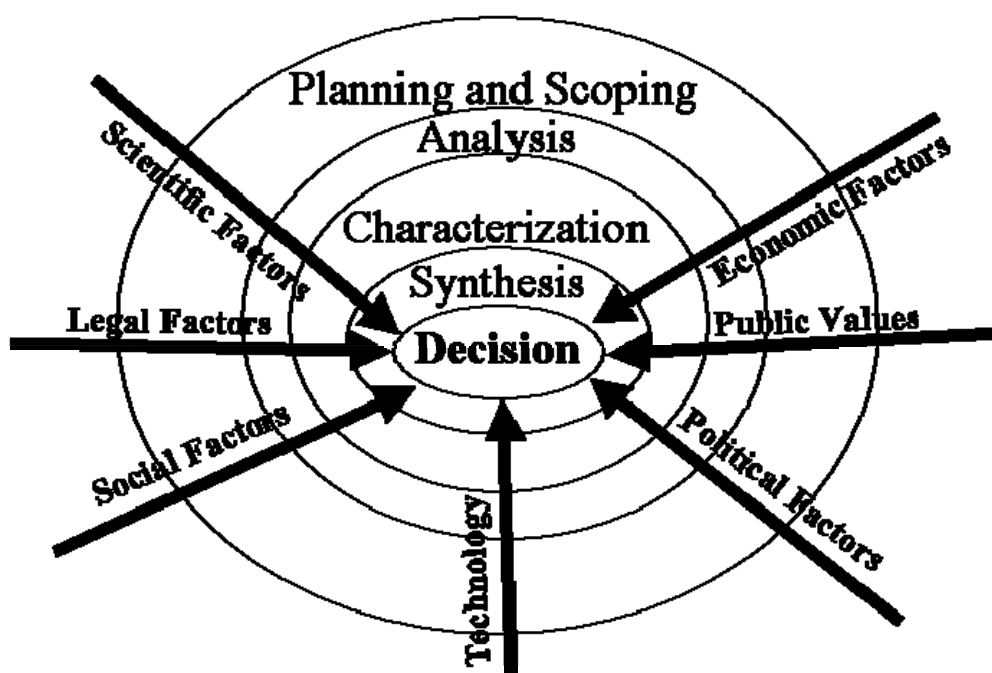 Planning and Scoping
Analysis
Scientific Factors
Economic Factors
Characterization
Synthesis
Legal Factors
Public Values
Decision
Social Factors
Political Factors
Technology